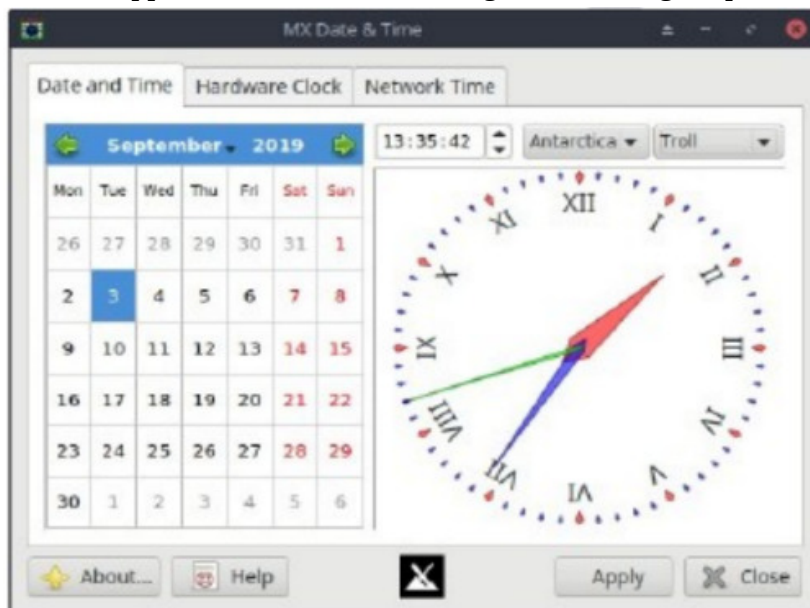 MX Date & Time
Date and Time Hardware Clock Network Time
September 2019 13:35:42 Antarctica Troll
Mon Tue Wed Thu Fri Sat Sun
26 27 28 29 30 31 1
2 3 4 5 6 7 8
9 10 11 12 13 14 15
16 17 18 19 20 21 22
23 24 25 26 27 28 29
30 1 2 3 4 5 6
XII
I
II
III
IV
V
VI
VII
VIII
IX
X
XI
About... Help Apply Close